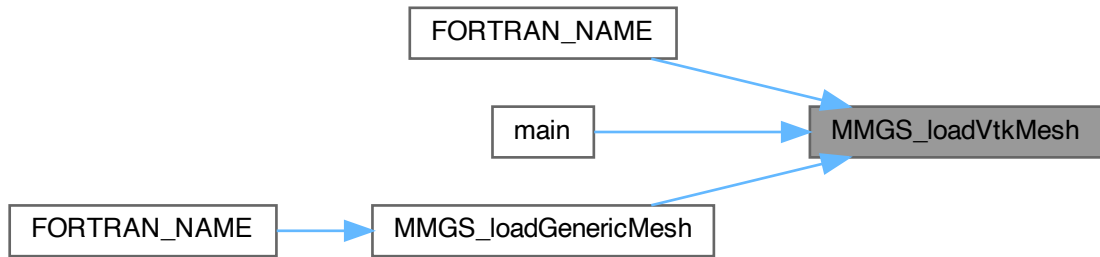 FORTRAN_NAME
main
MMGS_loadVtkMesh
FORTRAN_NAME
MMGS_loadGenericMesh